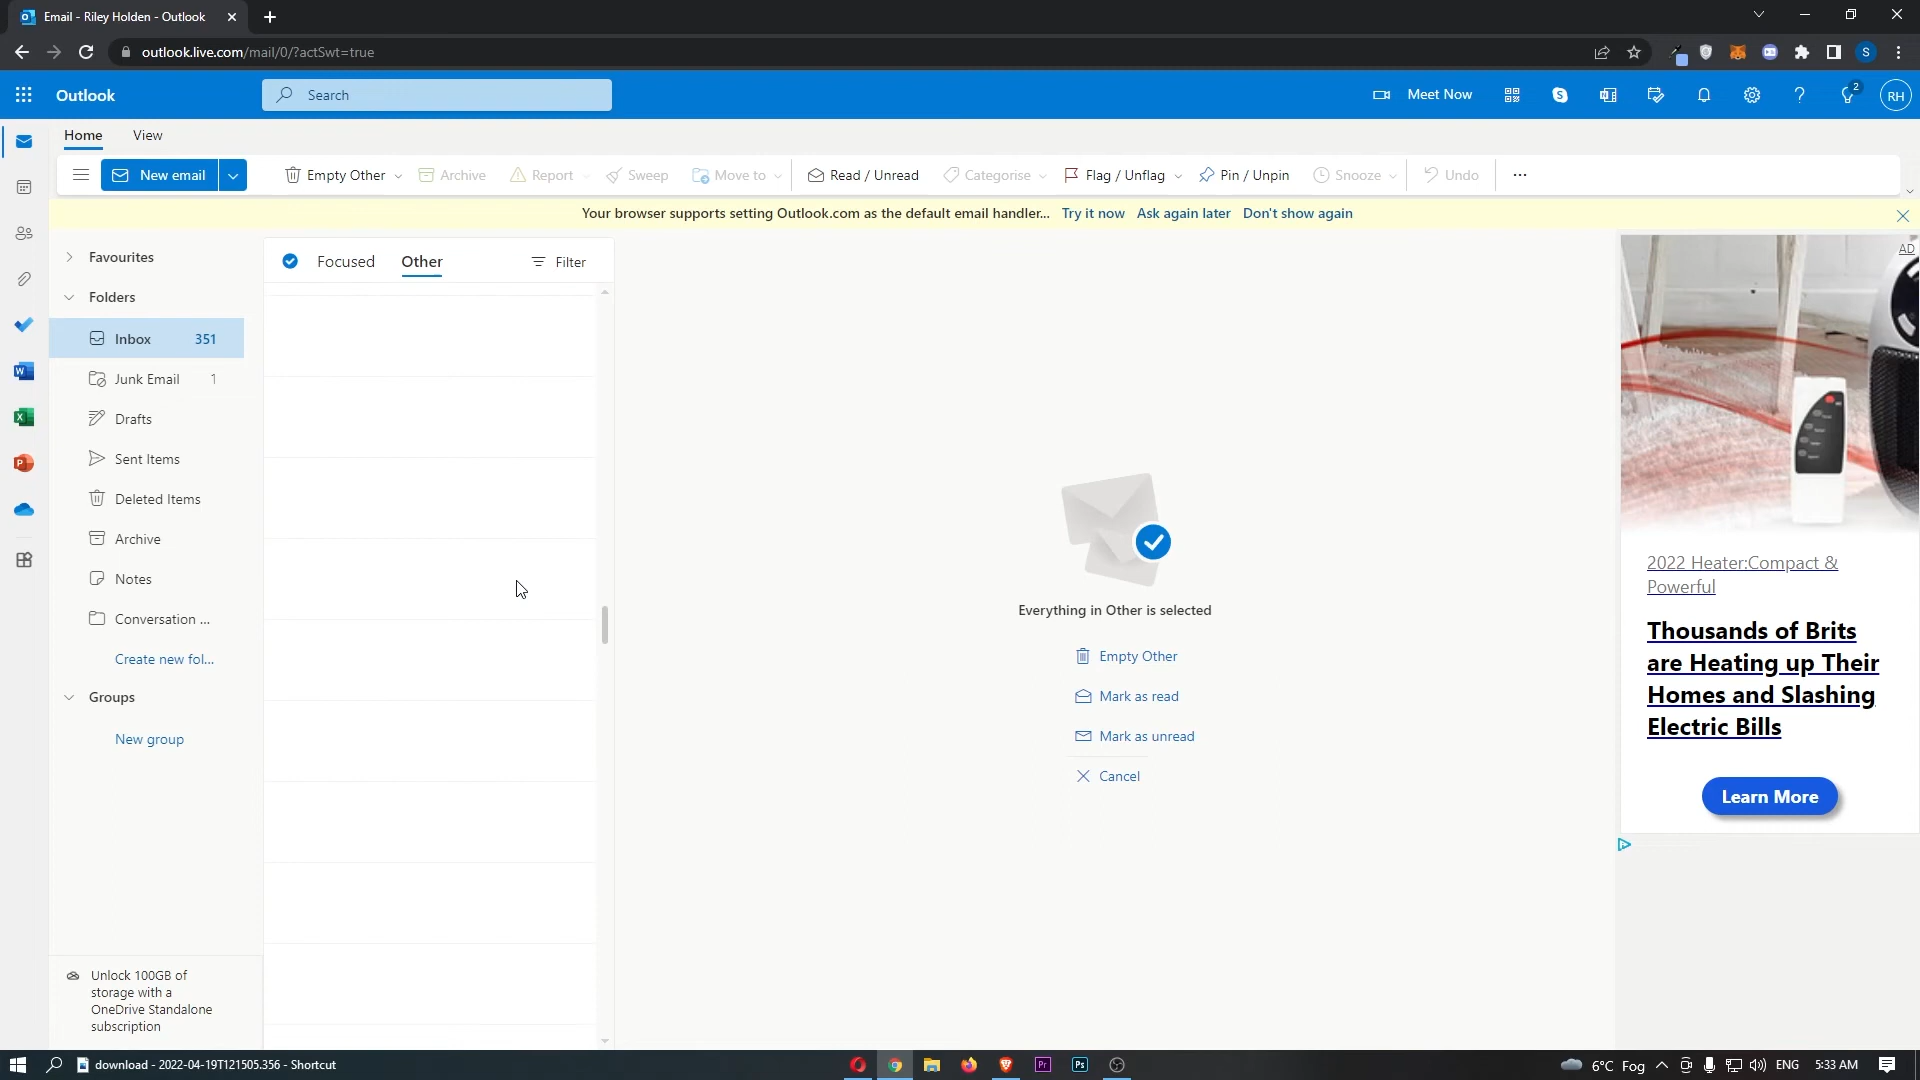 Email - Riley Holden - Outlook
outlook.live.com/mail/0/?actSwt=true
S
Outlook
Search
Meet Now
2
RH
Home
View
New email
Empty Other
Archive
Report
Sweep
Move to
Read / Unread
Categorise
Flag / Unflag
Pin / Unpin
Snooze
Undo
Your browser supports setting Outlook.com as the default email handler... Try it now Ask again later Don't show again
Favourites
Folders
Inbox 351
Junk Email 1
Drafts
Sent Items
Deleted Items
Archive
Notes
Conversation ...
Create new fol...
Groups
New group
Unlock 100GB of
storage with a
OneDrive Standalone
subscription
Focused
Other
Filter
Everything in Other is selected
Empty Other
Mark as read
Mark as unread
Cancel
AD
2022 Heater:Compact &
Powerful
Thousands of Brits
are Heating up Their
Homes and Slashing
Electric Bills
Learn More
download - 2022-04-19T121505.356 - Shortcut
Pr
Ps
6°C Fog
ENG
5:33 AM